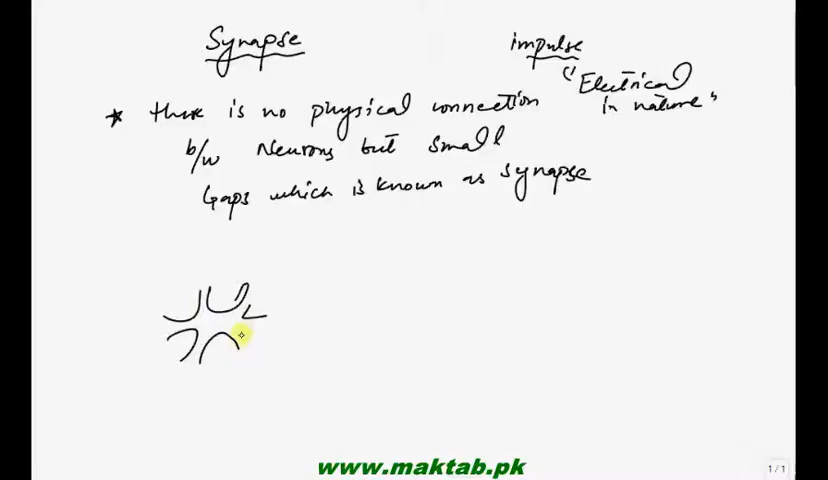 Synapse
impulse
"Electrical
in nature"
* there is no physical connection
b/w Neurons but small
Gaps which is known as synapse
www.maktab.pk
1/1